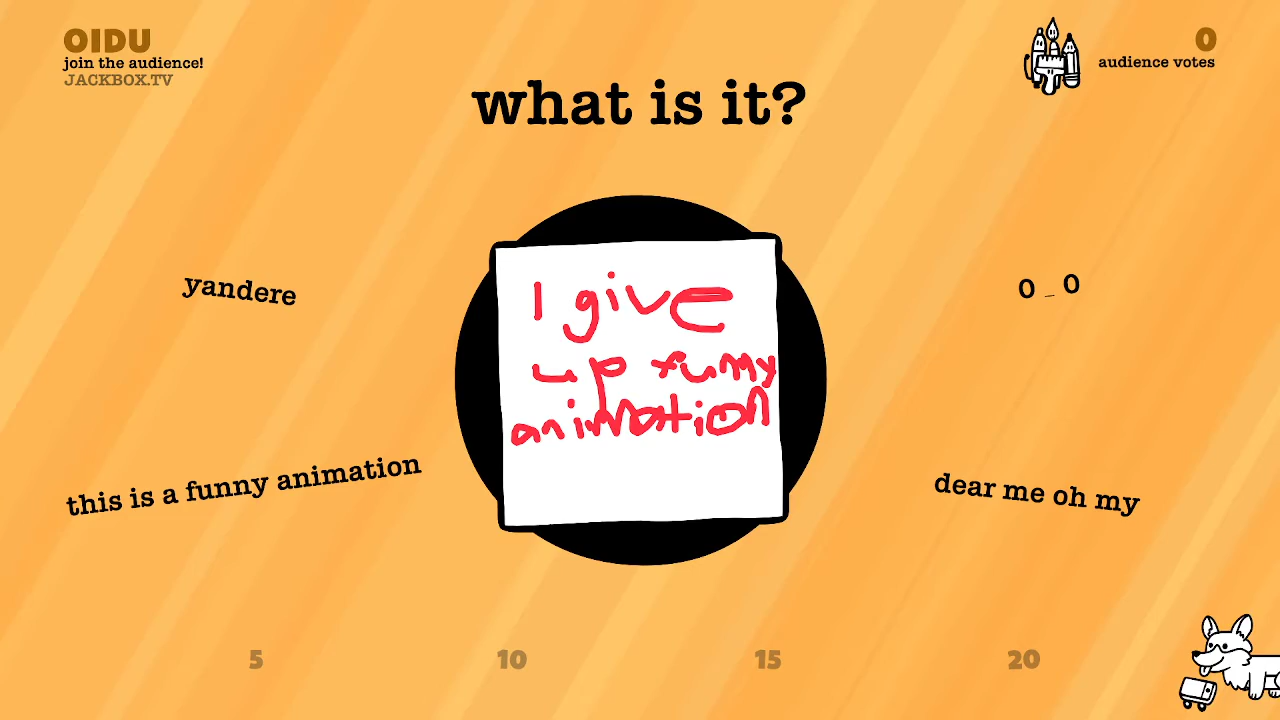 OIDU
join the audience!
JACKBOX.TV
0
audience votes
what is it?
yandere
0_0
I give
up funny
animation
this is a funny animation
dear me oh my
5
10
15
20